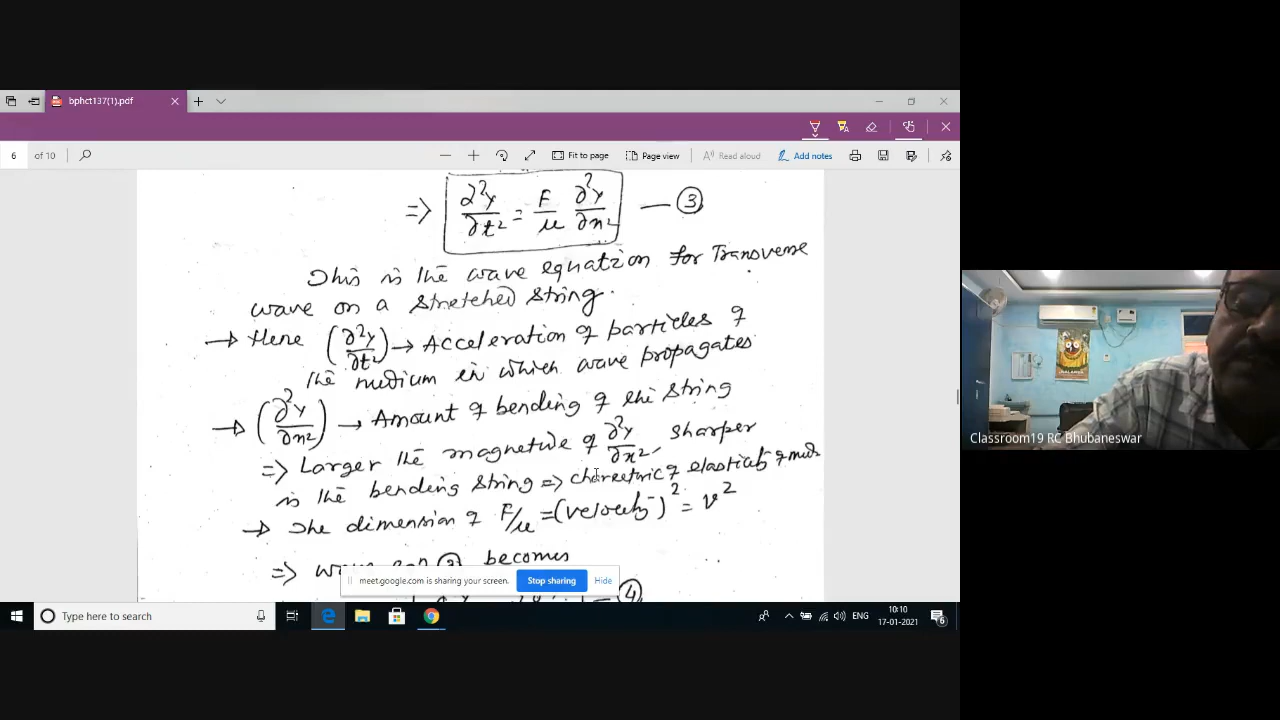 bphct137(1).pdf
6 of 10
Fit to page
Page view
Read aloud
Add notes
=> ∂²y/∂t² = F/μ ∂²y/∂x² — ③
This is the wave equation for Transverse
wave on a stretched string.
→ Here (∂²y/∂t²) → Acceleration of particles of
the medium in which wave propagates
→ (∂²y/∂x²) → Amount of bending of the string
=> Larger the magnetude of ∂²y/∂x², sharper
is the bending string => of elasticity of
→ The dimension of F/μ = (velocity)² = v²
=> wave eqn ③ becomes
④
meet.google.com is sharing your screen.
Stop sharing
Hide
Type here to search
ENG
10:10
17-01-2021
6
Classroom19 RC Bhubaneswar